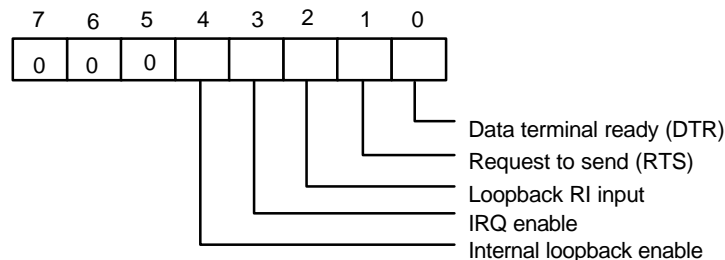 7 6 5 4 3 2 1 0
0 0 0
Data terminal ready (DTR)
Request to send (RTS)
Loopback RI input
IRQ enable
Internal loopback enable